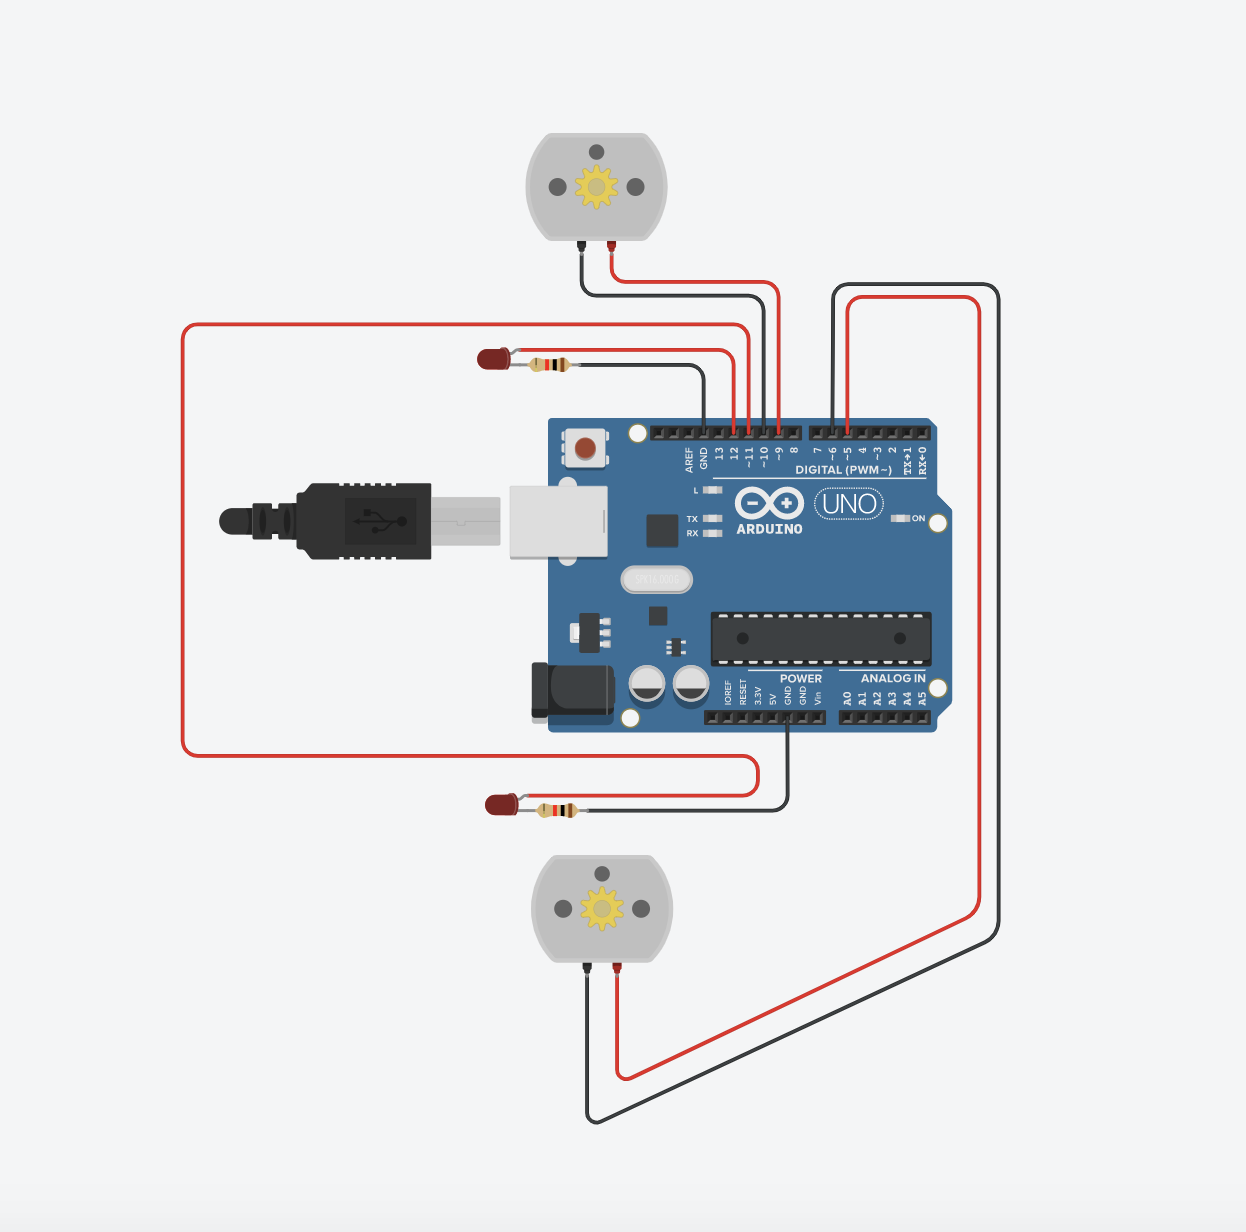 AREF
GND
13
12
~11
~10
~9
8
7
~6
~5
4
~3
2
TX→1
RX←0
DIGITAL (PWM~)
L
TX
RX
ARDUINO
UNO
ON
POWER
ANALOG IN
IOREF
RESET
3.3V
5V
GND
GND
Vin
A0
A1
A2
A3
A4
A5